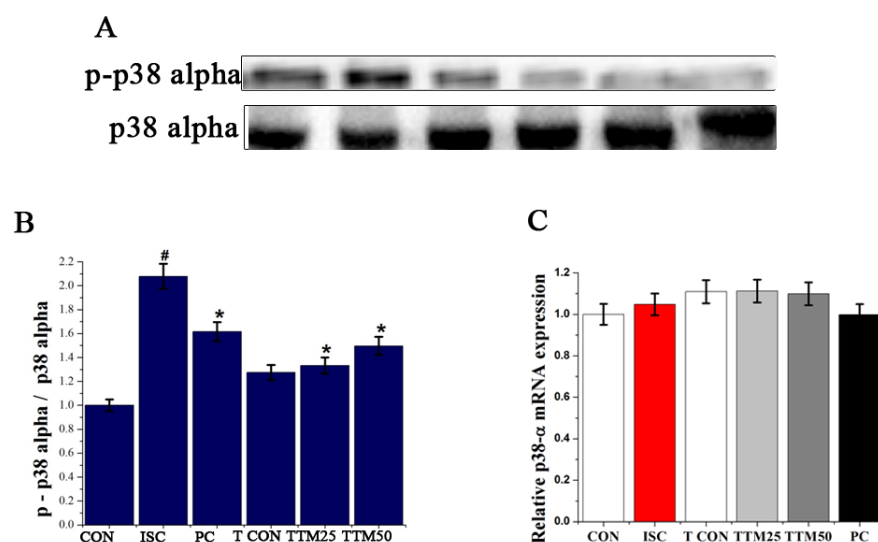 A
p-p38 alpha
p38 alpha
B
p - p38 alpha / p38 alpha
2.2
2.0
1.8
1.6
1.4
1.2
1.0
0.8
0.6
0.4
0.2
0.0
#
*
*
*
CON ISC PC T CON TTM25 TTM50
C
Relative p38-α mRNA expression
1.2
1.0
0.8
0.6
0.4
0.2
0.0
CON ISC T CON TTM25 TTM50 PC